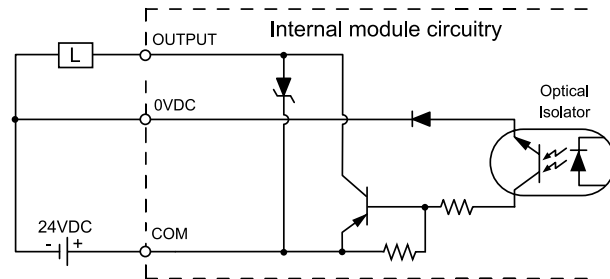 Internal module circuitry
OUTPUT
L
0VDC
Optical
Isolator
24VDC
- +
COM